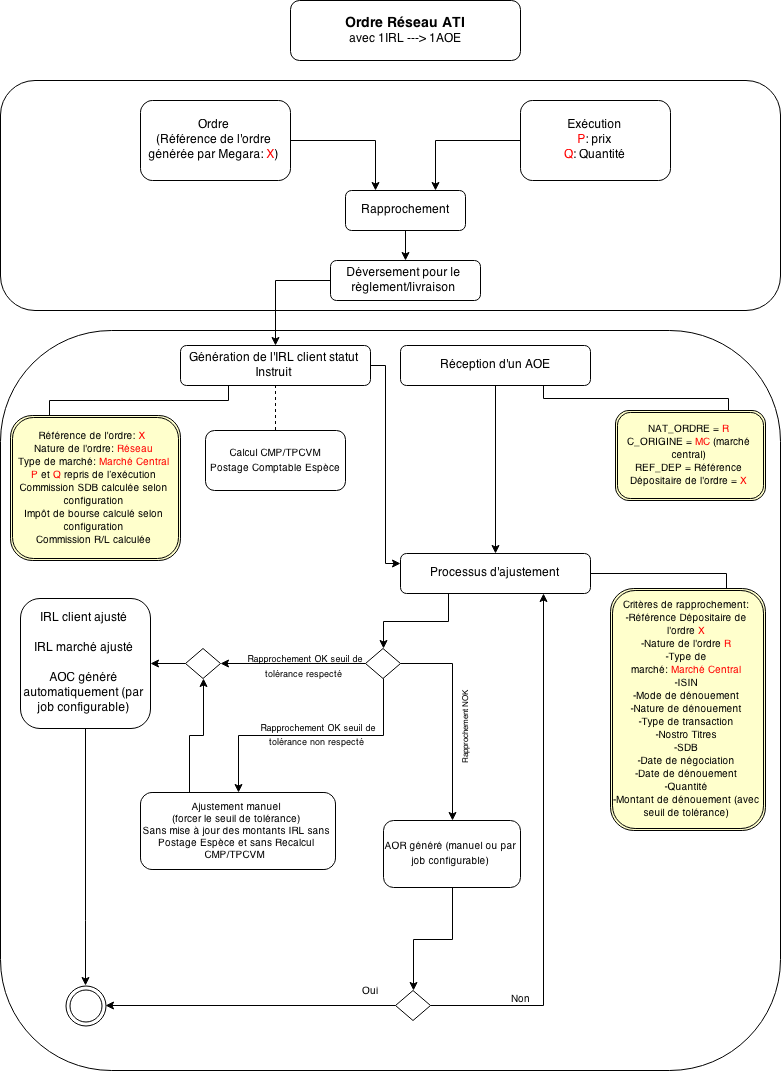 Ordre Réseau ATI
avec 1IRL ---> 1AOE
Ordre
(Référence de l'ordre
générée par Megara: X)
Exécution
P: prix
Q: Quantité
Rapprochement
Déversement pour le
règlement/livraison
Génération de l'IRL client statut
Instruit
Réception d'un AOE
Référence de l'ordre: X
Nature de l'ordre: Réseau
Type de marché: Marché Central
P et Q repris de l'exécution
Commission SDB calculée selon
configuration
Impôt de bourse calculé selon
configuration
Commission R/L calculée
Calcul CMP/TPCVM
Postage Comptable Espèce
NAT_ORDRE = R
C_ORIGINE = MC (marché
central)
REF_DEP = Référence
Dépositaire de l'ordre = X
Processus d'ajustement
Critères de rapprochement:
-Référence Dépositaire de
l'ordre X
-Nature de l'ordre R
-Type de
marché: Marché Central
-ISIN
-Mode de dénouement
-Nature de dénouement
-Type de transaction
-Nostro Titres
-SDB
-Date de négociation
-Date de dénouement
-Quantité
-Montant de dénouement (avec
seuil de tolérance)
IRL client ajusté
IRL marché ajusté
AOC généré
automatiquement (par
job configurable)
Rapprochement OK seuil de
tolérance respecté
Rapprochement OK seuil de
tolérance non respecté
Rapprochement NOK
Ajustement manuel
(forcer le seuil de tolérance)
Sans mise à jour des montants IRL sans
Postage Espèce et sans Recalcul
CMP/TPCVM
AOR généré (manuel ou par
job configurable)
Oui
Non